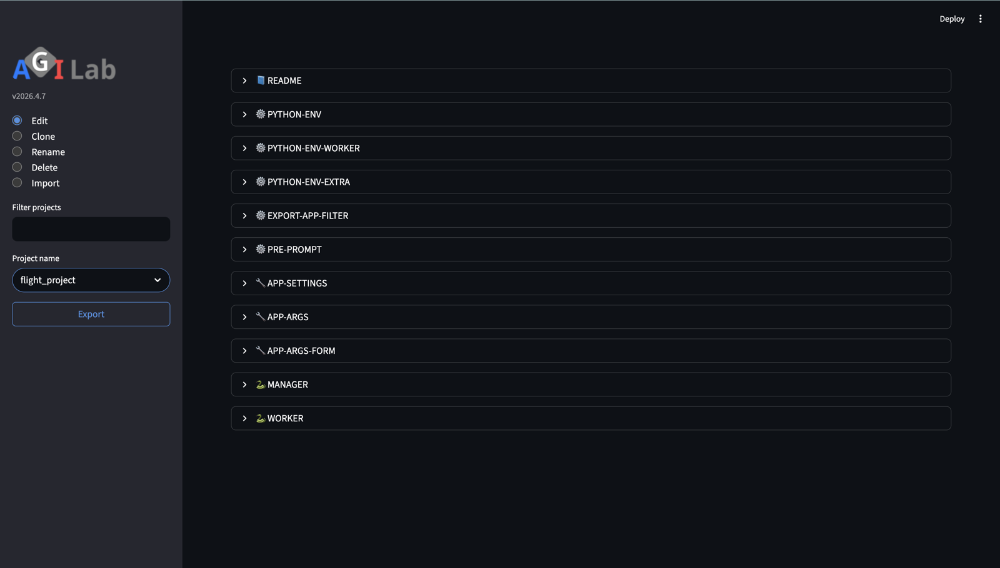 AGI Lab
v2026.4.7
Edit
Clone
Rename
Delete
Import
Filter projects
Project name
flight_project
Export
Deploy
README
PYTHON-ENV
PYTHON-ENV-WORKER
PYTHON-ENV-EXTRA
EXPORT-APP-FILTER
PRE-PROMPT
APP-SETTINGS
APP-ARGS
APP-ARGS-FORM
MANAGER
WORKER